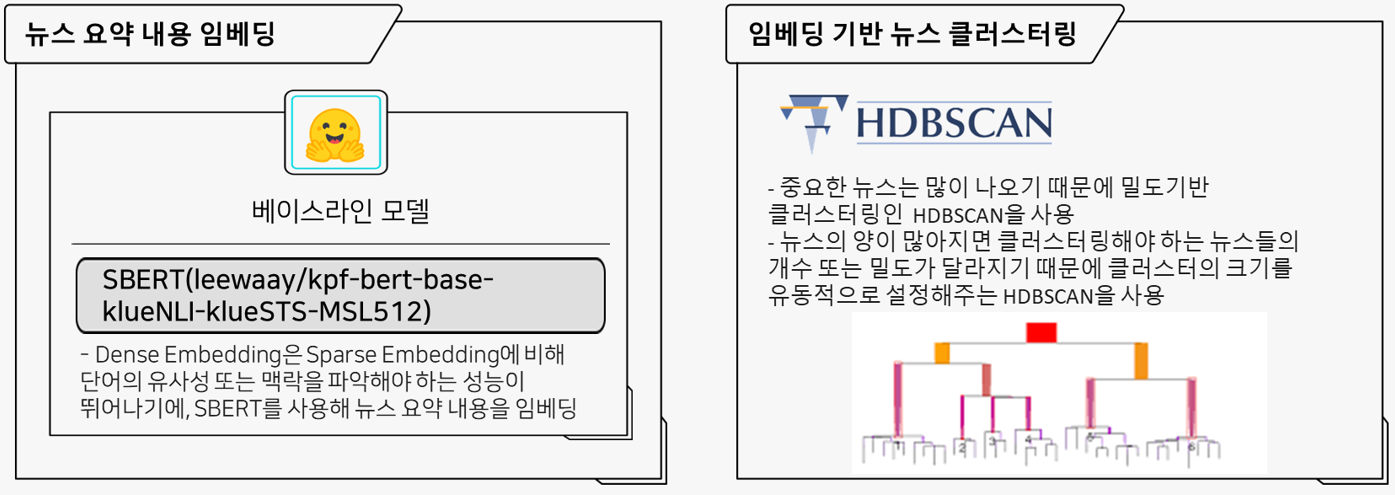 뉴스 요약 내용 임베딩
베이스라인 모델
SBERT(leewaay/kpf-bert-base-
klueNLI-klueSTS-MSL512)
- Dense Embedding은 Sparse Embedding에 비해
단어의 유사성 또는 맥락을 파악해야 하는 성능이
뛰어나기에, SBERT를 사용해 뉴스 요약 내용을 임베딩
임베딩 기반 뉴스 클러스터링
HDBSCAN
- 중요한 뉴스는 많이 나오기 때문에 밀도기반
클러스터링인 HDBSCAN을 사용
- 뉴스의 양이 많아지면 클러스터링해야 하는 뉴스들의
개수 또는 밀도가 달라지기 때문에 클러스터의 크기를
유동적으로 설정해주는 HDBSCAN을 사용
1 2 3 4 5 6